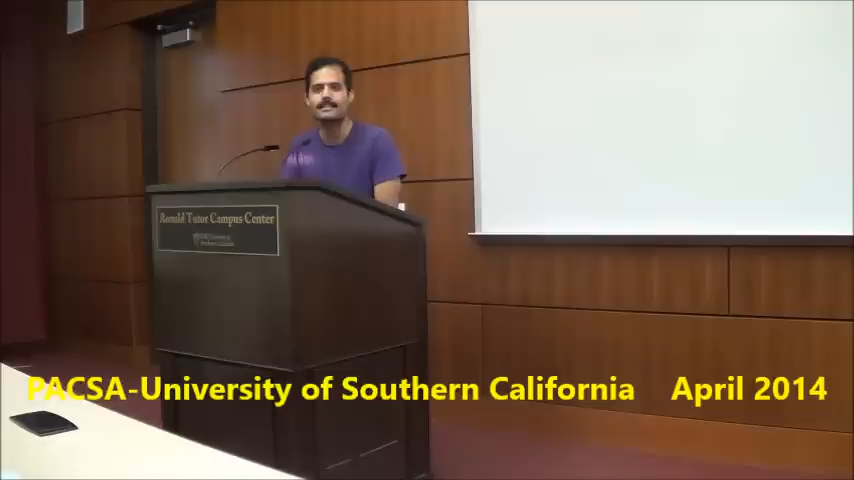 Ronald Tutor Campus Center
PACSA-University of Southern California April 2014